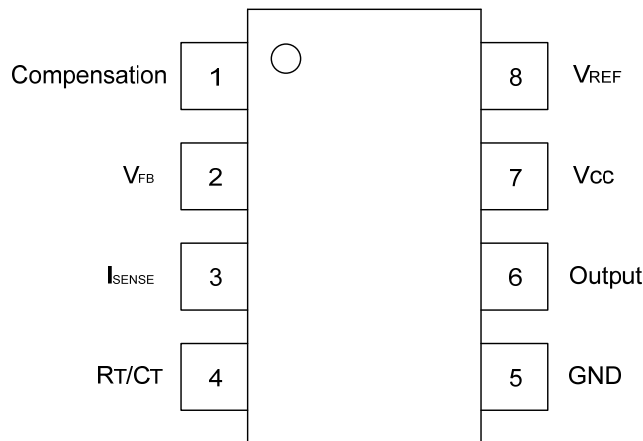 Compensation 1 8 VREF
VFB 2 7 Vcc
ISENSE 3 6 Output
RT/CT 4 5 GND